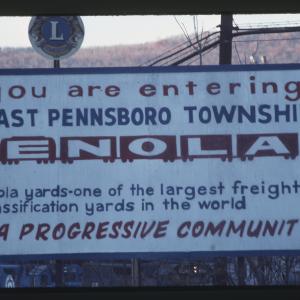 L
you are entering
AST PENNSBORO TOWNSHI
ENOLA
ola yards-one of the largest freight
assification yards in the world
A PROGRESSIVE COMMUNIT